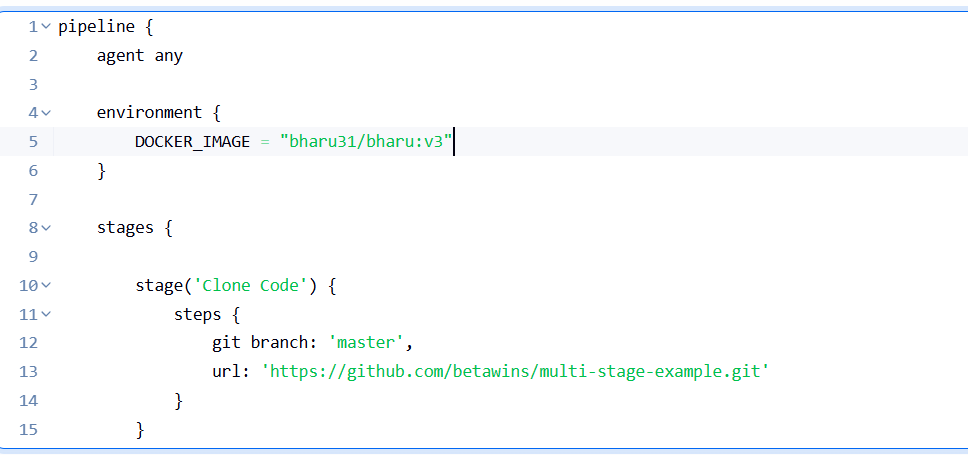 1 pipeline {
2     agent any
3
4     environment {
5         DOCKER_IMAGE = "bharu31/bharu:v3"
6     }
7
8     stages {
9
10         stage('Clone Code') {
11             steps {
12                 git branch: 'master',
13                 url: 'https://github.com/betawins/multi-stage-example.git'
14             }
15         }